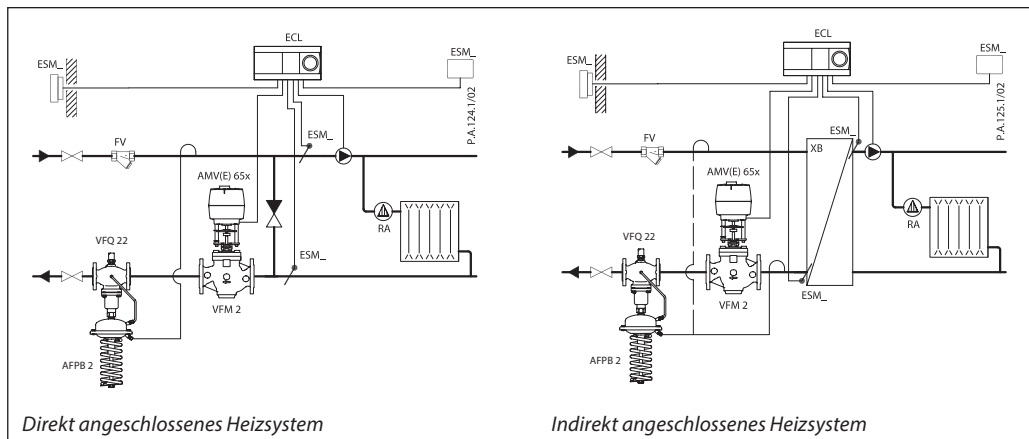 ECL
ESM_
ESM_
P.A.124.1/02
FV
ESM_
AMV(E) 65x
RA
VFQ 22
ESM_
VFM 2
AFPB 2
Direkt angeschlossenes Heizsystem
ECL
ESM_
ESM_
P.A.125.1/02
FV
ESM_
XB
AMV(E) 65x
RA
VFQ 22
ESM_
VFM 2
AFPB 2
Indirekt angeschlossenes Heizsystem